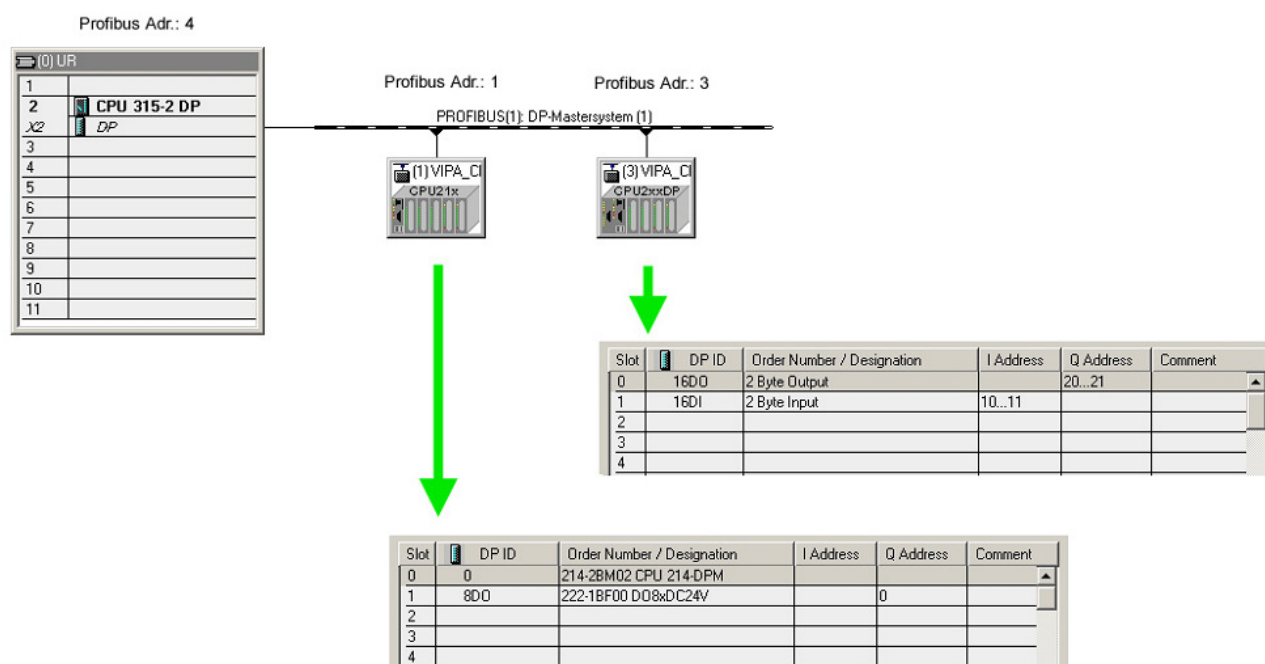 Profibus Adr.: 4
(0) UR
1
2 CPU 315-2 DP
X2 DP
3
4
5
6
7
8
9
10
11
Profibus Adr.: 1 Profibus Adr.: 3
PROFIBUS(1): DP-Mastersystem (1)
(1) VIPA_CI
CPU21x
(3) VIPA_CI
CPU2xxDP
Slot DP ID Order Number / Designation I Address Q Address Comment
0 16DO 2 Byte Output 20...21
1 16DI 2 Byte Input 10...11
2
3
4
Slot DP ID Order Number / Designation I Address Q Address Comment
0 0 214-2BM02 CPU 214-DPM
1 8DO 222-1BF00 DO8xDC24V 0
2
3
4